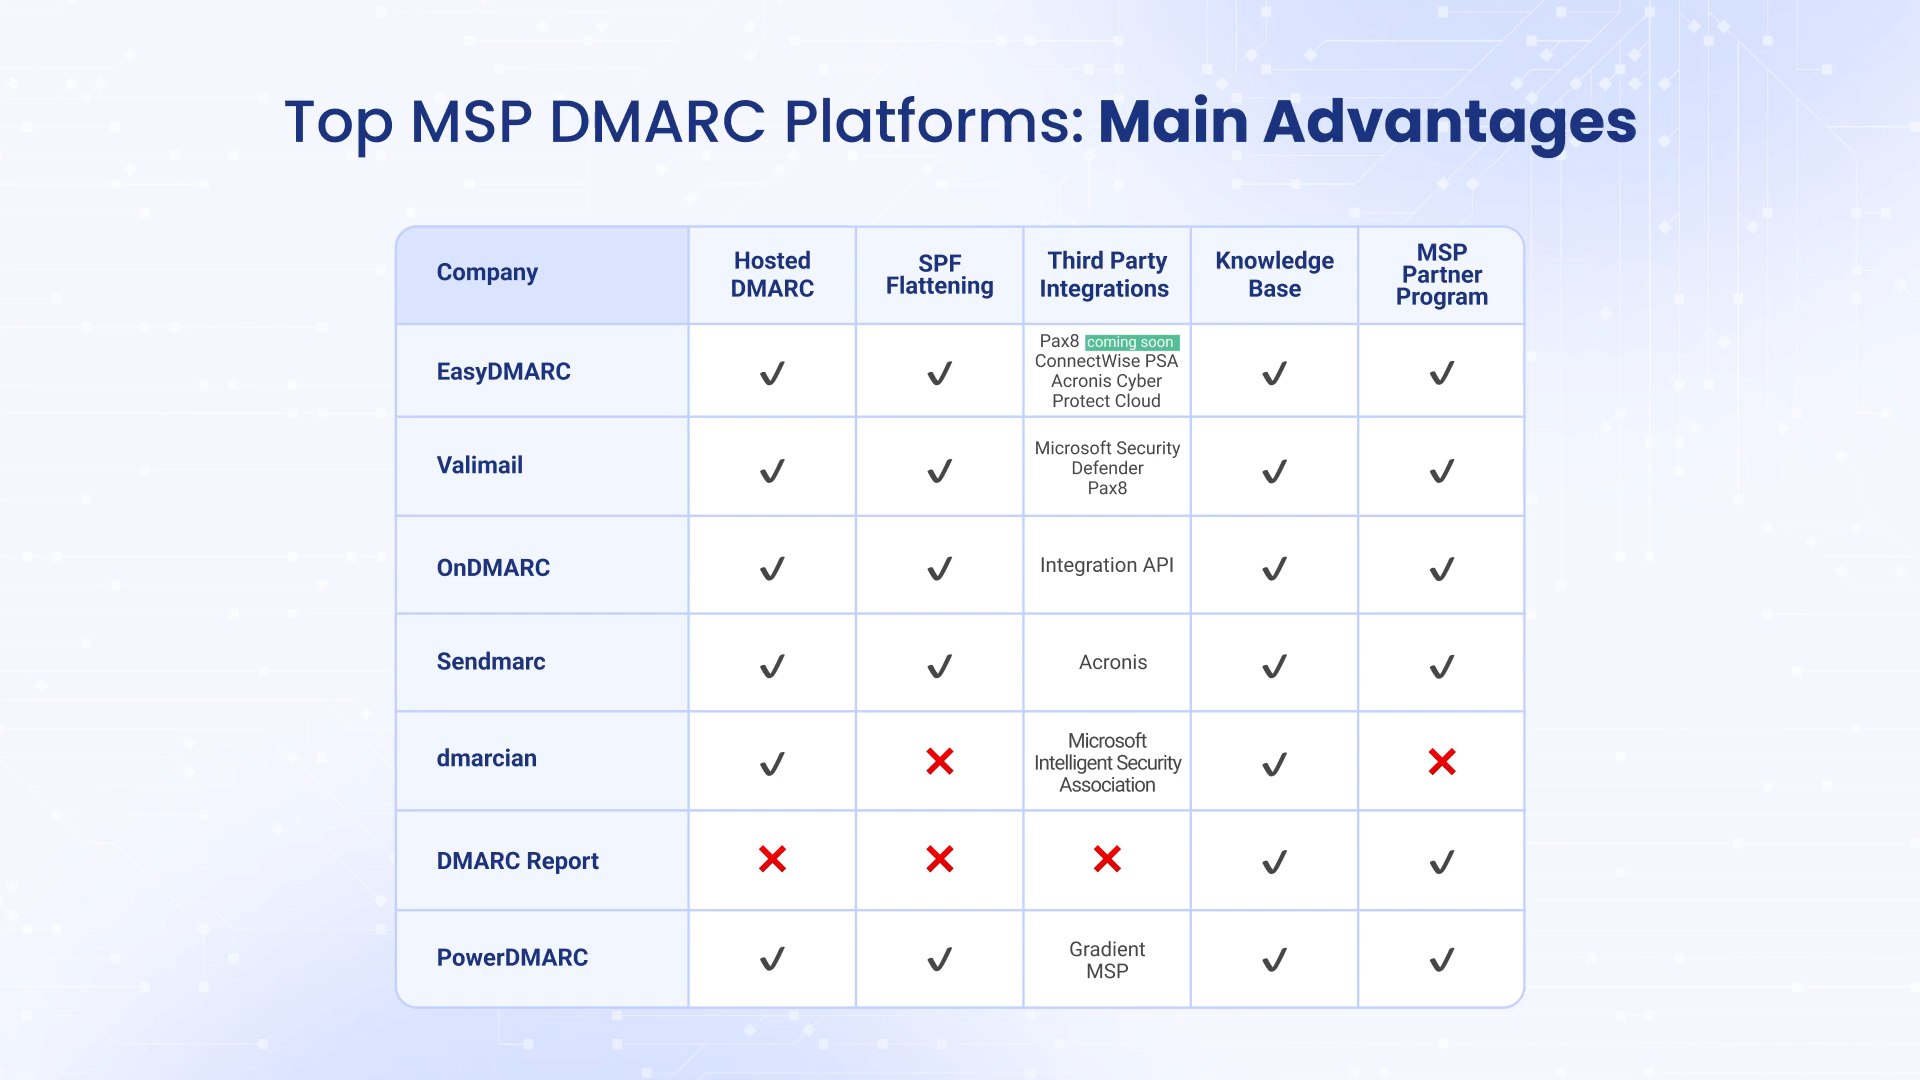 Top MSP DMARC Platforms: Main Advantages
Company
Hosted
DMARC
SPF
Flattening
Third Party
Integrations
Knowledge
Base
MSP
Partner
Program
EasyDMARC
✓
✓
Pax8 coming soon
ConnectWise PSA
Acronis Cyber
Protect Cloud
✓
✓
Valimail
✓
✓
Microsoft Security
Defender
Pax8
✓
✓
OnDMARC
✓
✓
Integration API
✓
✓
Sendmarc
✓
✓
Acronis
✓
✓
dmarcian
✓
✕
Microsoft
Intelligent Security
Association
✓
✕
DMARC Report
✕
✕
✕
✓
✓
PowerDMARC
✓
✓
Gradient
MSP
✓
✓